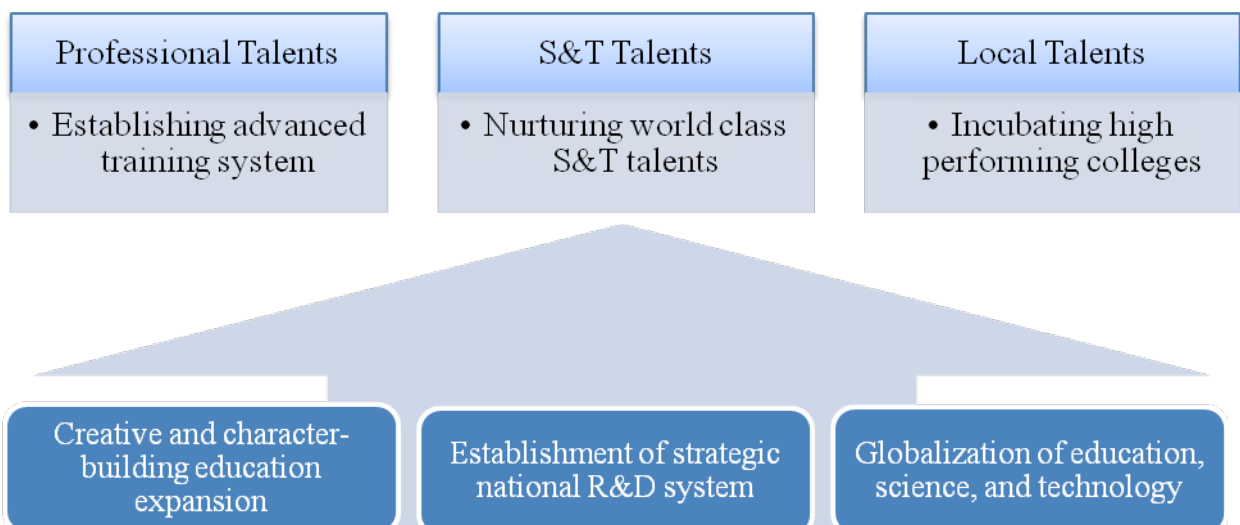 Professional Talents
• Establishing advanced
training system
S&T Talents
• Nurturing world class
S&T talents
Local Talents
• Incubating high
performing colleges
Creative and character-
building education
expansion
Establishment of strategic
national R&D system
Globalization of education,
science, and technology